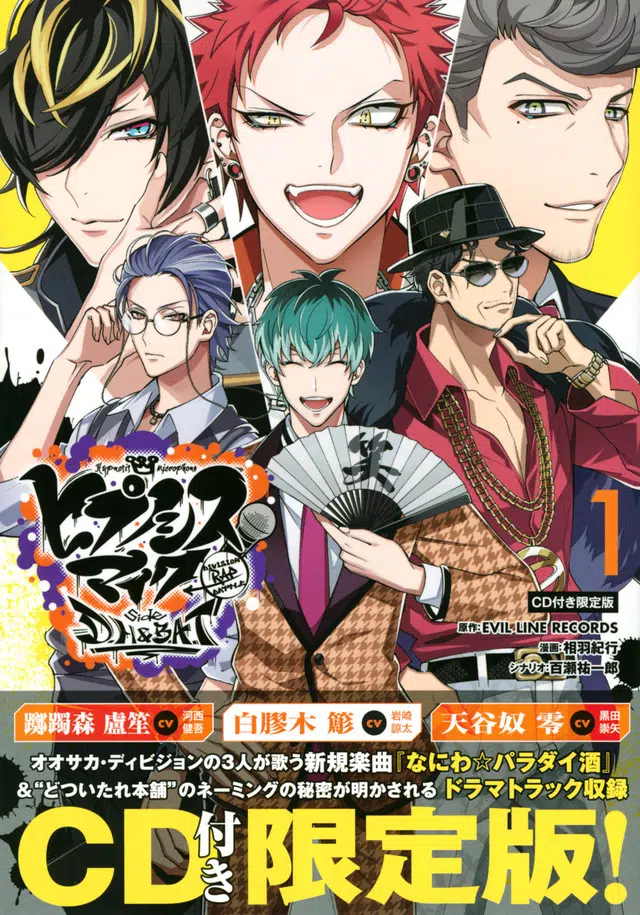 笑
Hypnosis Microphone
ヒプノシス
マイク
DIVISION
RAP
BATTLE
side
D.H&B.A.T
1
CD付き限定版
原作:EVIL LINE RECORDS
漫画:相羽紀行
シナリオ:百瀬祐一郎
躑躅森 盧笙 CV 河西健吾
白膠木 簓 CV 岩崎諒太
天谷奴 零 CV 黒田崇矢
オオサカ・ディビジョンの3人が歌う新規楽曲『なにわ☆パラダイ酒』
&“どついたれ本舗”のネーミングの秘密が明かされる ドラマトラック収録
CD付き限定版!